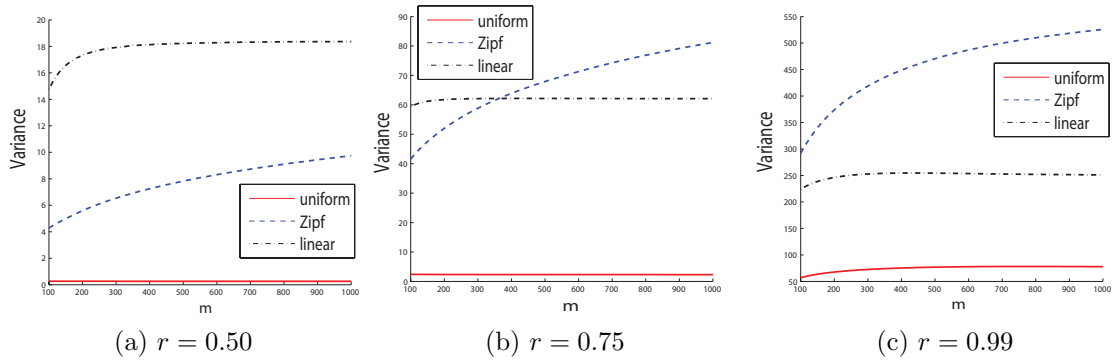 20
18
16
14
12
10
8
6
4
2
0
Variance
uniform
Zipf
linear
100 200 300 400 500 600 700 800 900 1000
m
(a) r = 0.50
90
80
70
60
50
40
30
20
10
0
Variance
uniform
Zipf
linear
100 200 300 400 500 600 700 800 900 1000
m
(b) r = 0.75
550
500
450
400
350
300
250
200
150
100
50
Variance
uniform
Zipf
linear
100 200 300 400 500 600 700 800 900 1000
m
(c) r = 0.99